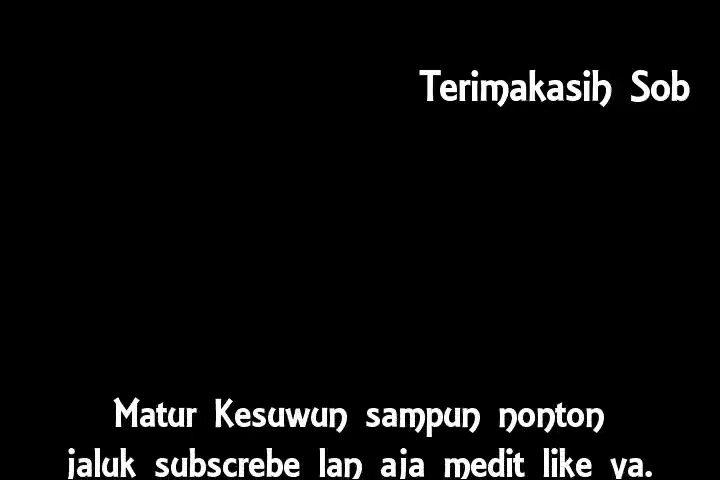 Terimakasih Sob
Matur Kesuwun sampun nonton
jaluk subscrebe lan aja medit like ya.